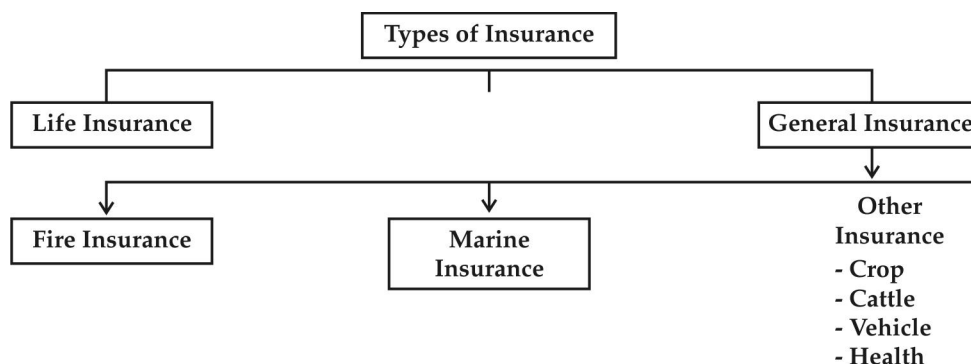 Types of Insurance
Life Insurance
General Insurance
Fire Insurance
Marine
Insurance
Other
Insurance
- Crop
- Cattle
- Vehicle
- Health